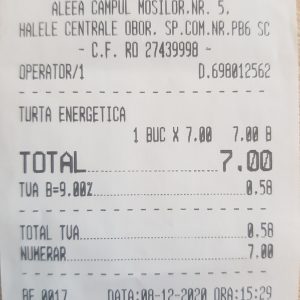 ALEEA CAMPUL MOSILOR.NR. 5,
HALELE CENTRALE OBOR, SP.COM.NR.PB6 SC
- C.F. RO 27439998 -
OPERATOR/1 D.698012562
TURTA ENERGETICA
1 BUC X 7.00 7.00 B
TOTAL 7.00
TVA B=9.00% 0.58
TOTAL TVA 0.58
NUMERAR 7.00
BF 0017 DATA:08-12-2020 ORA:15:29